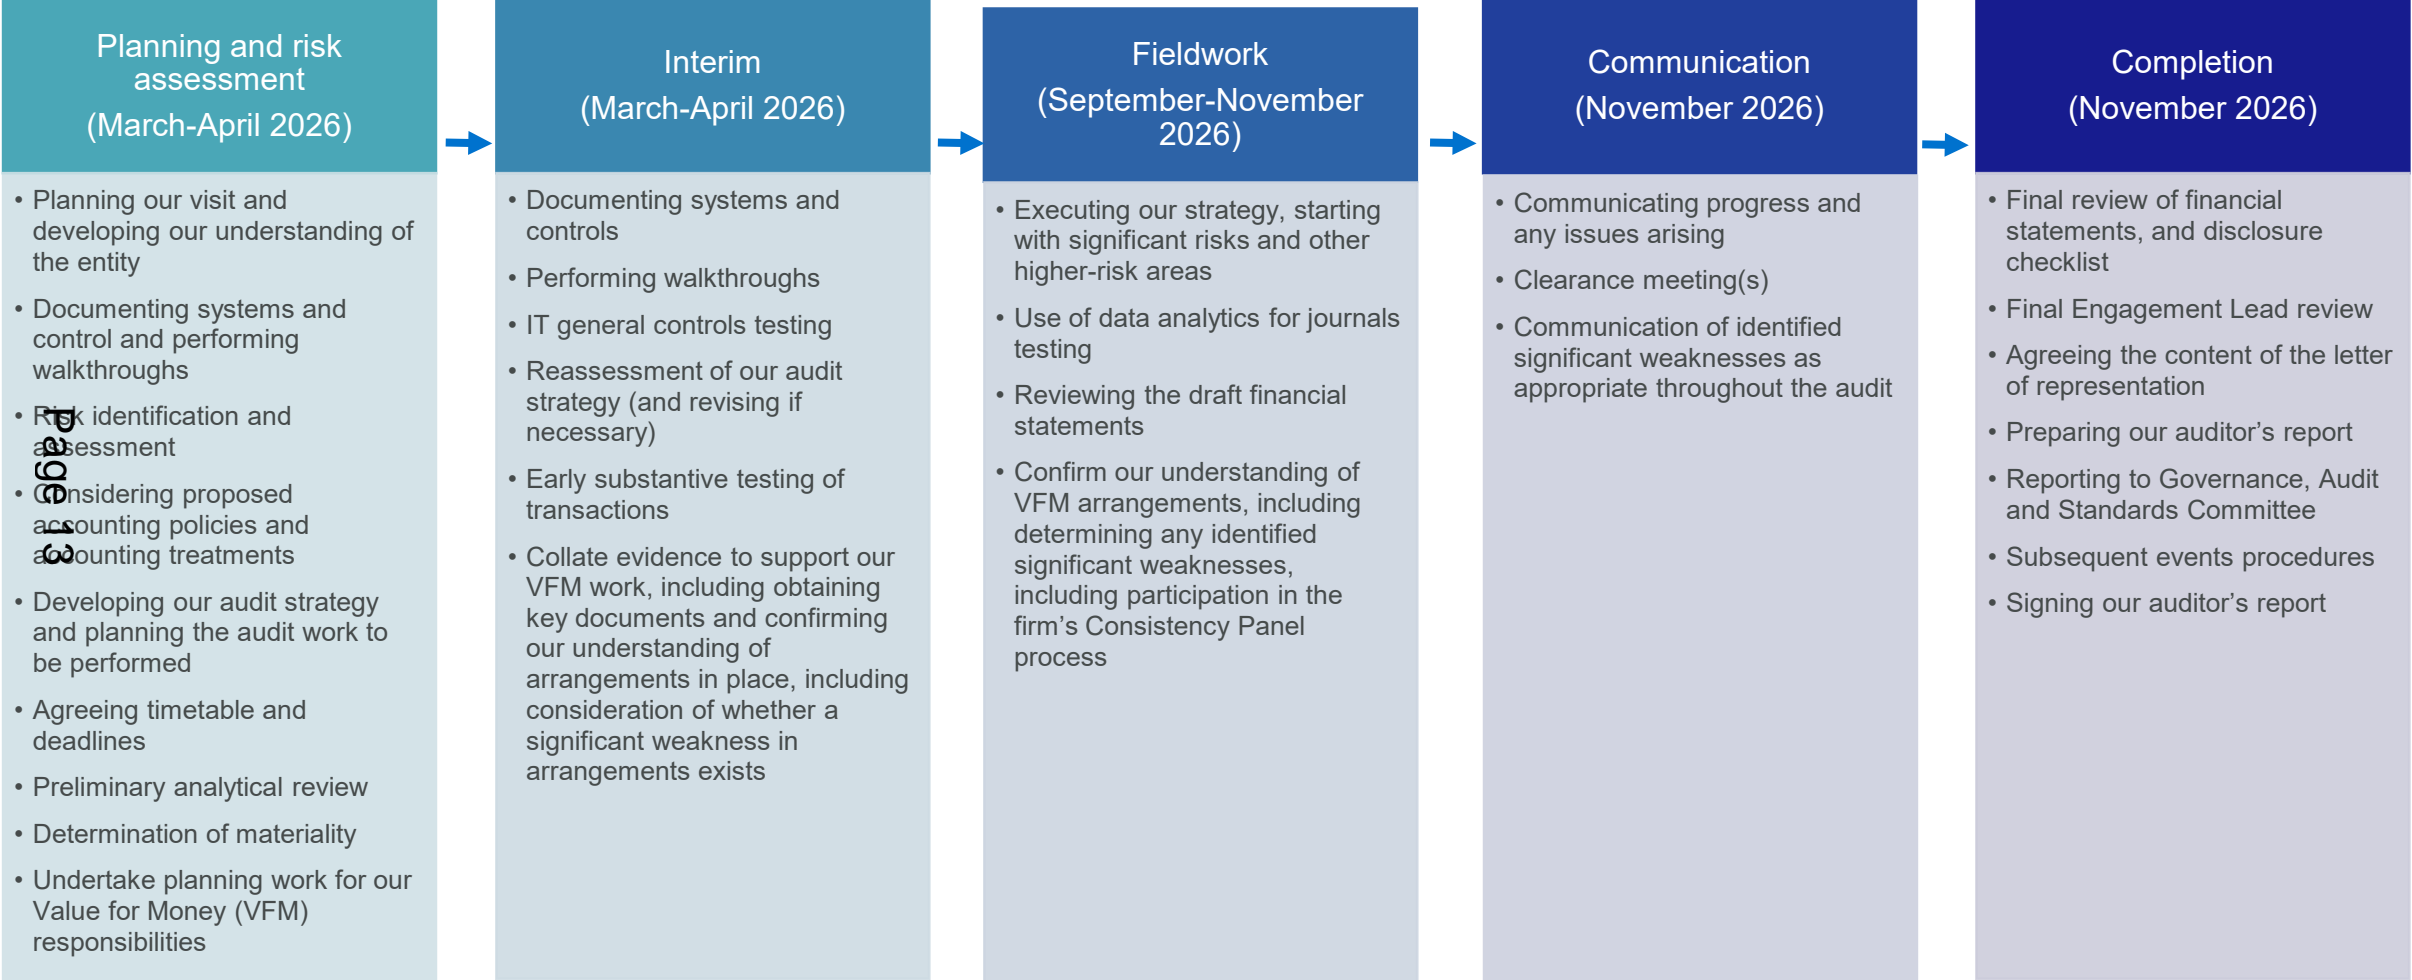 Planning and risk
assessment
(March-April 2026)
• Planning our visit and
developing our understanding of
the entity
• Documenting systems and
control and performing
walkthroughs
• Risk identification and
assessment
• Considering proposed
accounting policies and
accounting treatments
• Developing our audit strategy
and planning the audit work to
be performed
• Agreeing timetable and
deadlines
• Preliminary analytical review
• Determination of materiality
• Undertake planning work for our
Value for Money (VFM)
responsibilities
Page 13
Interim
(March-April 2026)
• Documenting systems and
controls
• Performing walkthroughs
• IT general controls testing
• Reassessment of our audit
strategy (and revising if
necessary)
• Early substantive testing of
transactions
• Collate evidence to support our
VFM work, including obtaining
key documents and confirming
our understanding of
arrangements in place, including
consideration of whether a
significant weakness in
arrangements exists
Fieldwork
(September-November
2026)
• Executing our strategy, starting
with significant risks and other
higher-risk areas
• Use of data analytics for journals
testing
• Reviewing the draft financial
statements
• Confirm our understanding of
VFM arrangements, including
determining any identified
significant weaknesses,
including participation in the
firm’s Consistency Panel
process
Communication
(November 2026)
• Communicating progress and
any issues arising
• Clearance meeting(s)
• Communication of identified
significant weaknesses as
appropriate throughout the audit
Completion
(November 2026)
• Final review of financial
statements, and disclosure
checklist
• Final Engagement Lead review
• Agreeing the content of the letter
of representation
• Preparing our auditor’s report
• Reporting to Governance, Audit
and Standards Committee
• Subsequent events procedures
• Signing our auditor’s report